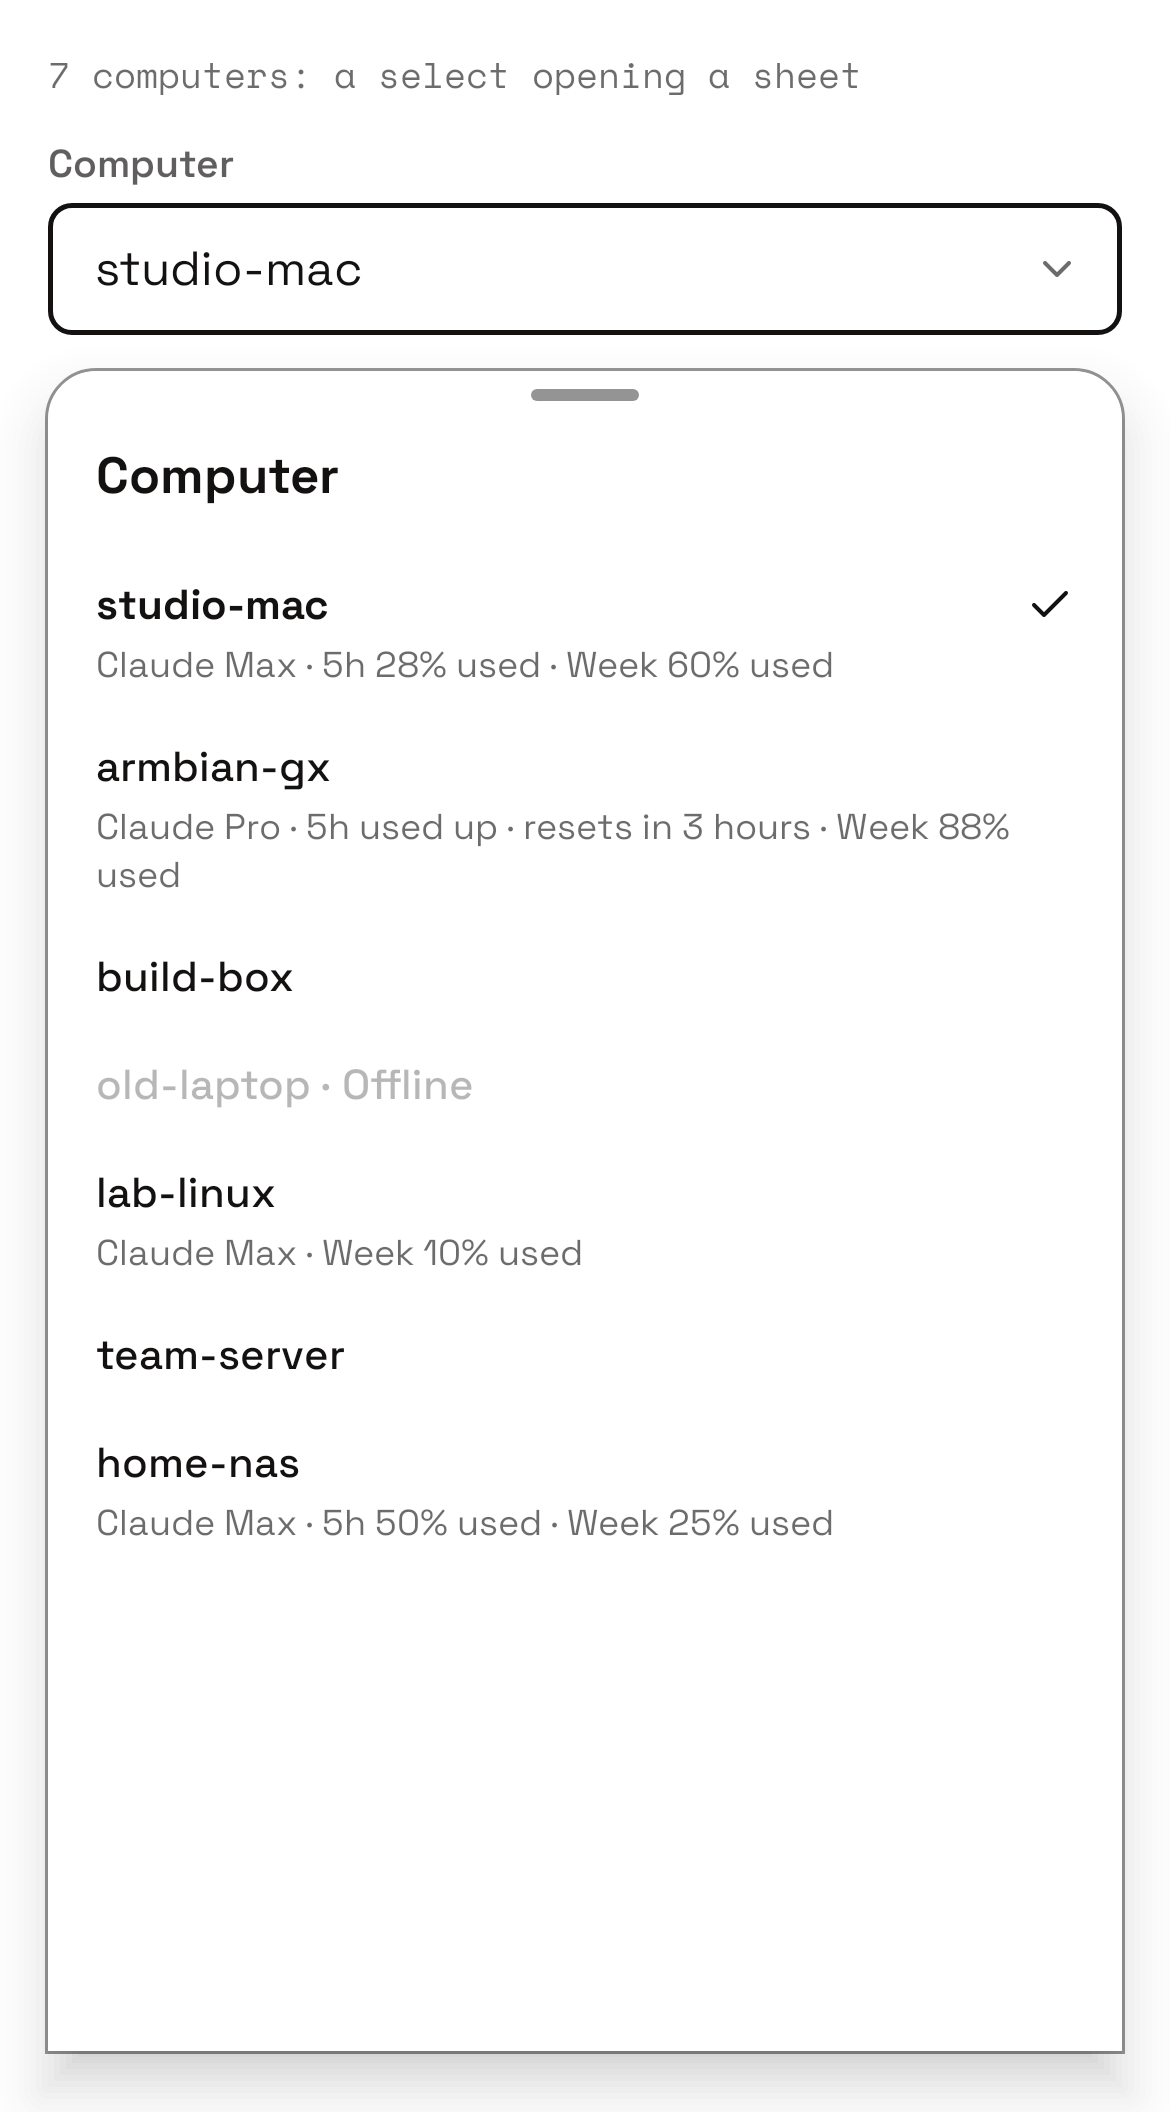 7 computers: a select opening a sheet
Computer
studio-mac
Computer
studio-mac
Claude Max · 5h 28% used · Week 60% used
armbian-gx
Claude Pro · 5h used up · resets in 3 hours · Week 88%
used
build-box
old-laptop · Offline
lab-linux
Claude Max · Week 10% used
team-server
home-nas
Claude Max · 5h 50% used · Week 25% used